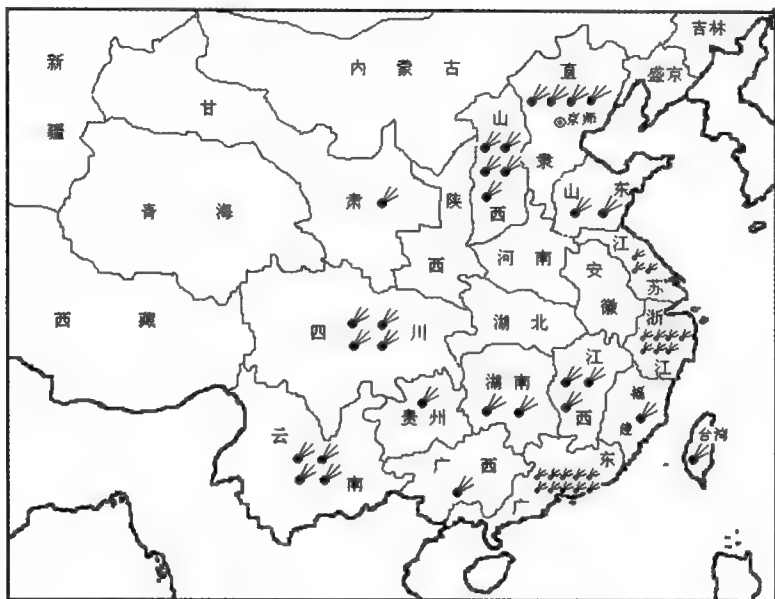 吉林
新疆
内蒙古
直隶
盛京
甘肃
山西
京师
陕西
山东
青海
河南
江苏
安徽
西藏
四川
湖北
浙江
湖南
江西
贵州
福建
云南
广西
广东
台湾